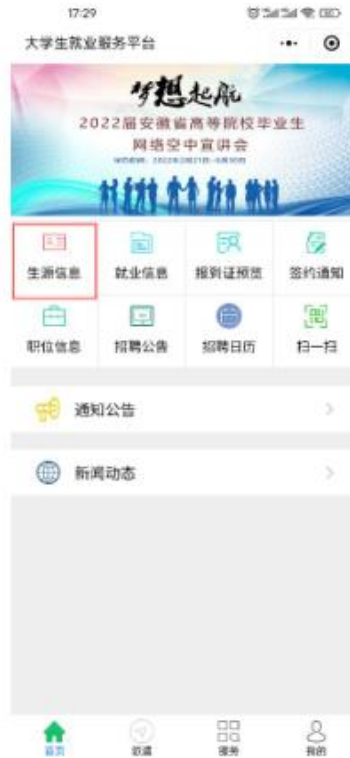 17:29
大学生就业服务平台
梦想起航
2022届安徽省高等院校毕业生
网络空中宣讲会
生源信息
就业信息
报到证预览
签约通知
职位信息
招聘公告
招聘日历
扫一扫
通知公告
新闻动态
首页
派遣
服务
我的